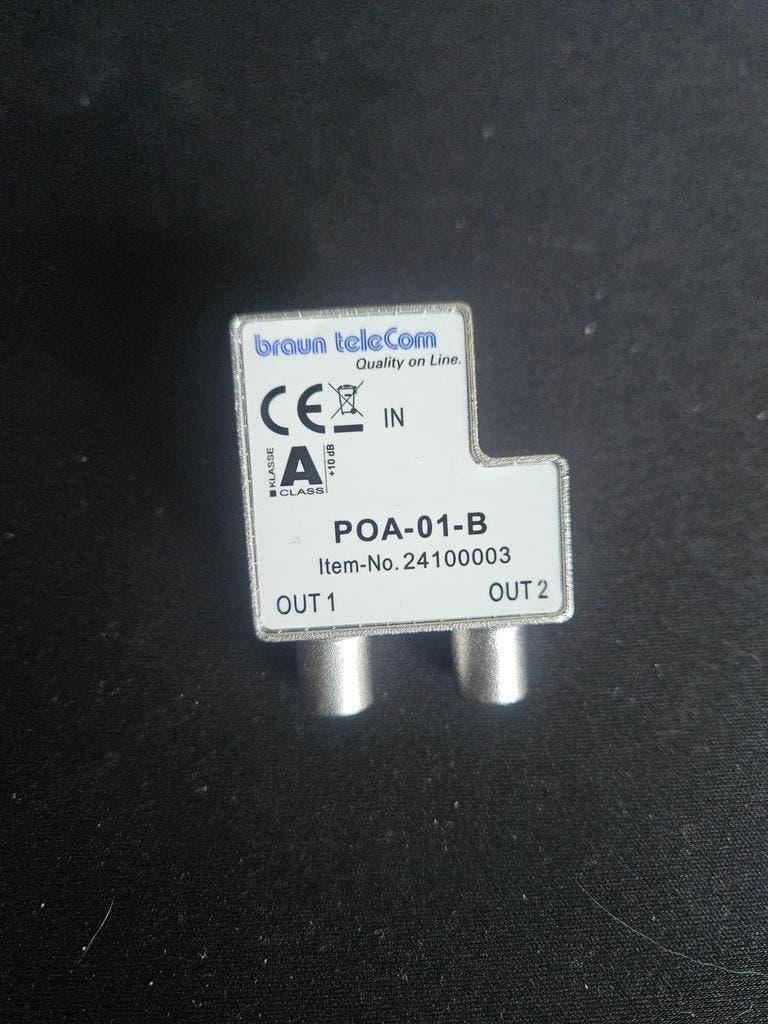 braun teleCom
Quality on Line.
CE
IN
KLASSE
A
+10 dB
CLASS
POA-01-B
Item-No. 24100003
OUT 1
OUT 2